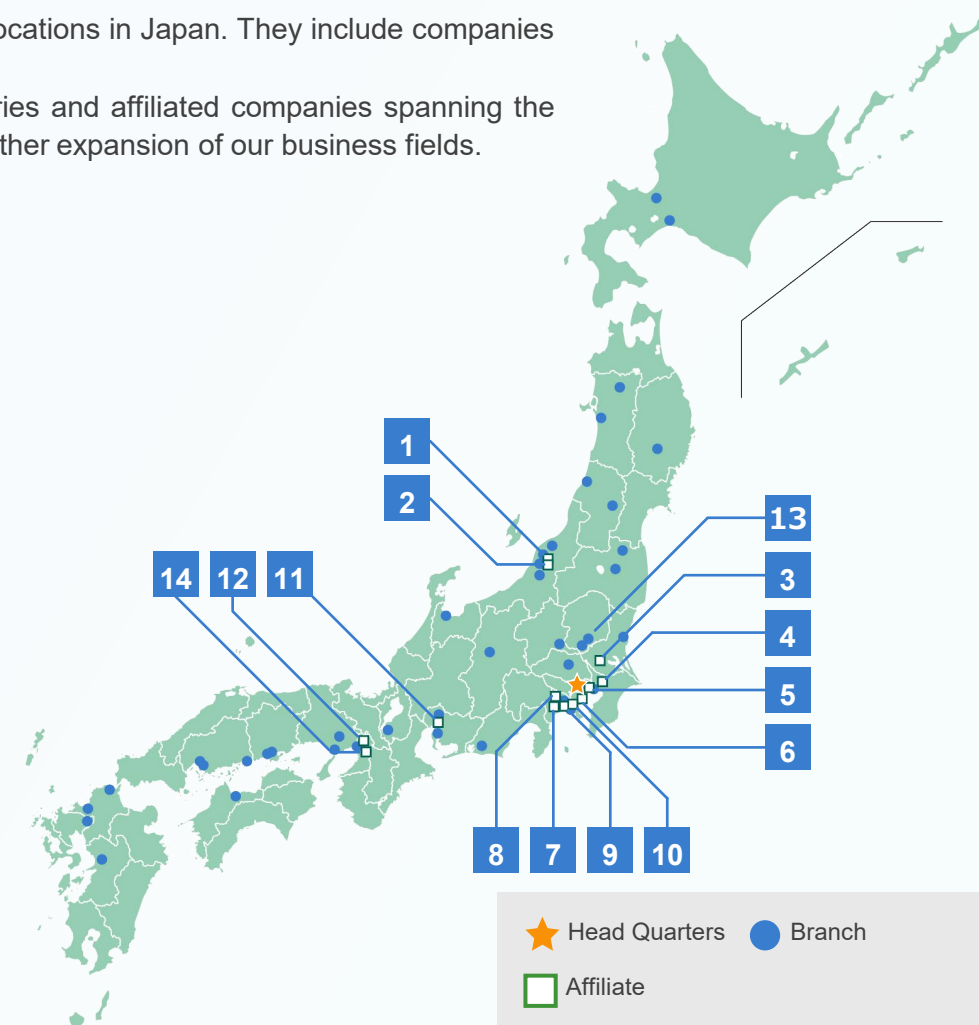 ocations in Japan. They include companies
ries and affiliated companies spanning the
ther expansion of our business fields.
1
2
13
14 12 11
3
4
5
6
8 7 9 10
Head Quarters Branch
Affiliate